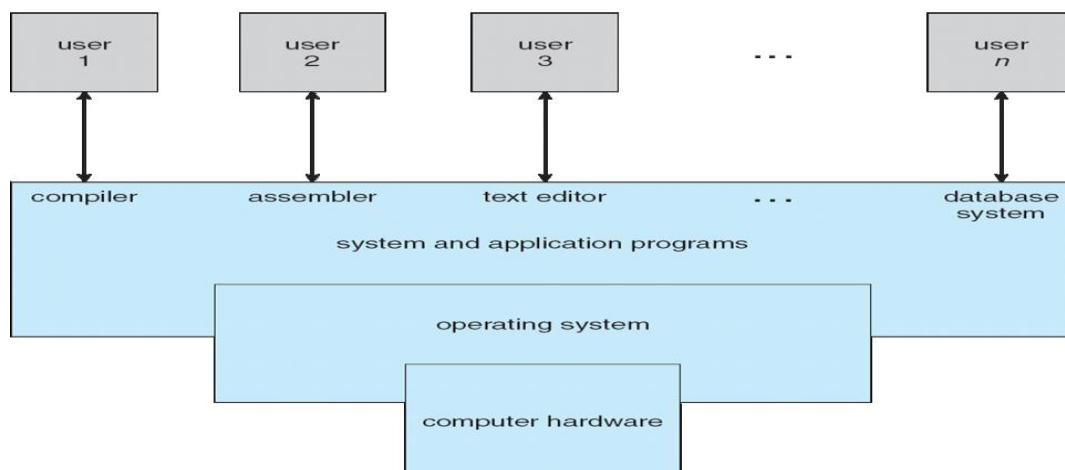 user
1
user
2
user
3
...
user
n
compiler
assembler
text editor
...
database
system
system and application programs
operating system
computer hardware